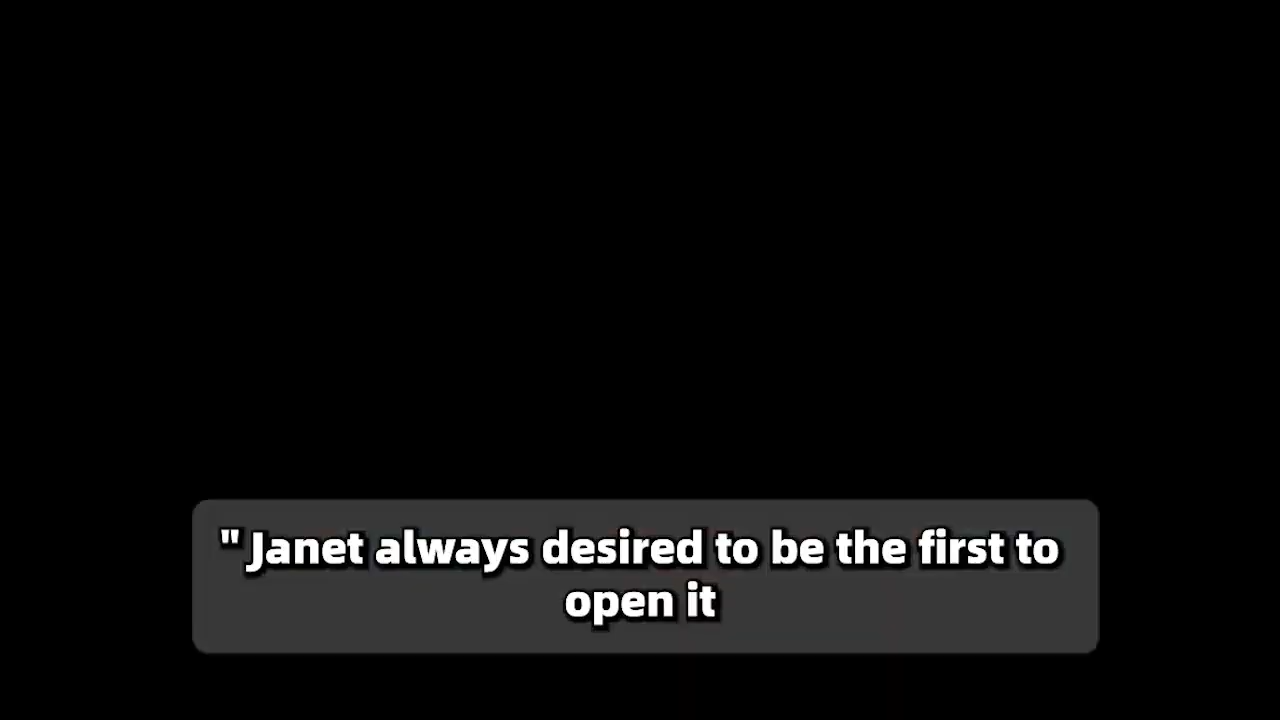 " Janet always desired to be the first to
open it